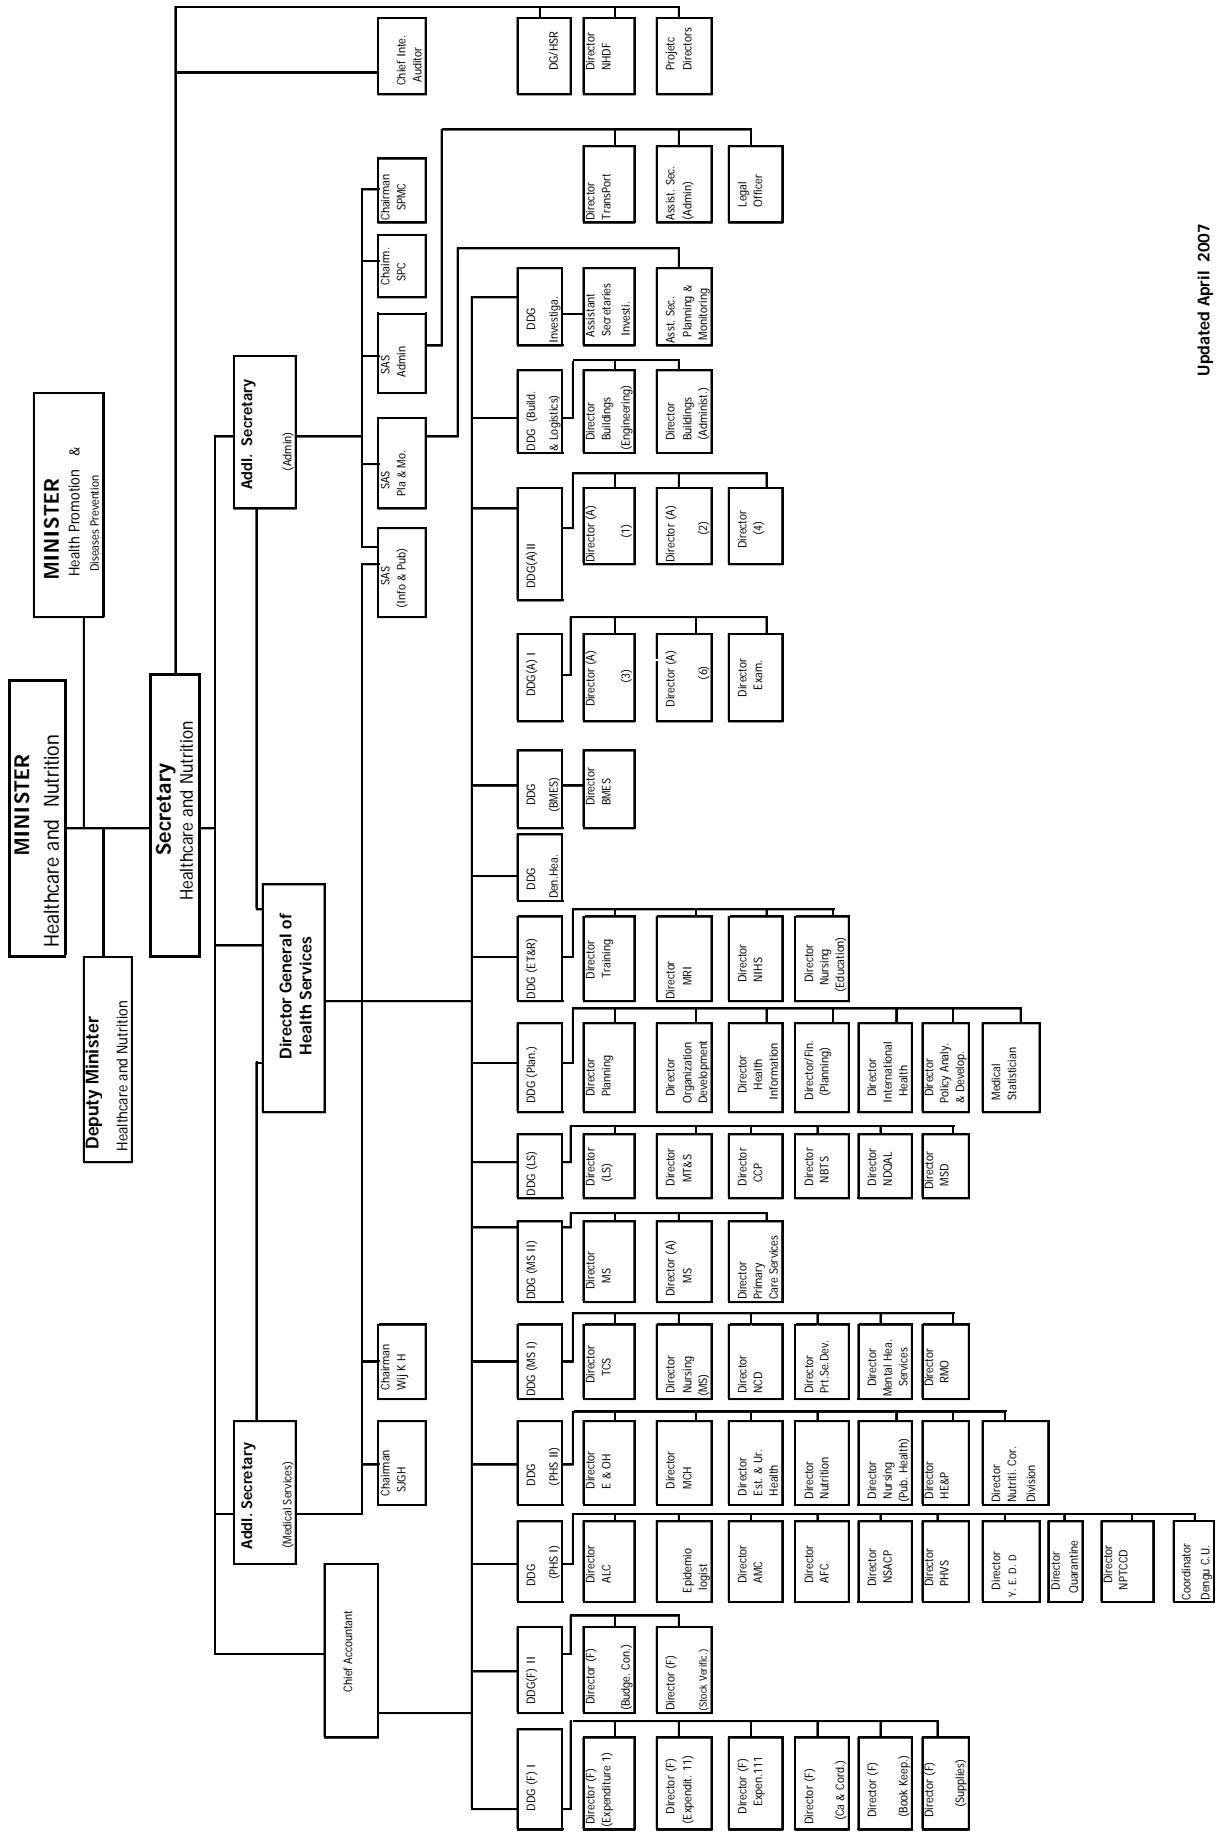 MINISTER
Healthcare and Nutrition
MINISTER
Health Promotion &
Diseases Prevention
Deputy Minister
Healthcare and Nutrition
Secretary
Healthcare and Nutrition
Addl. Secretary
(Medical Services)
Director General of
Health Services
Addl. Secretary
(Admin)
Chief Accountant
Chairman
SJGH
Chairman
Wij K H
SAS
(Info & Pub)
SAS
Pla & Mo.
SAS
Admin
Chairm.
SPC
Chairman
SPMC
Chief Inte.
Auditor
DDG (F) I
Director (F)
(Expenditure 1)
Director (F)
(Expendit. 11)
Director (F)
Expen.111
Director (F)
(Ca & Cord.)
Director (F)
(Book Keep.)
Director (F)
(Supplies)
DDG(F) II
Director (F)
(Budge. Con.)
Director (F)
(Stock Verific.)
DDG
(PHS I)
Director
ALC
Epidemio
logist
Director
AMC
Director
AFC
Director
NSACP
Director
PHVS
Director
Y. E. D. D
Director
Quarantine
Director
NPTCCD
Coordinator
Dengu C.U.
DDG
(PHS II)
Director
E & OH
Director
MCH
Director
Est. & Ur.
Health
Director
Nutrition
Director
Nursing
(Pub. Health)
Director
HE&P
Director
Nutriti. Cor.
Division
DDG (MS I)
Director
TCS
Director
Nursing
(MS)
Director
NCD
Director
Prt.Se.Dev.
Director
Mental Hea.
Services
Director
RMO
DDG (MS II)
Director
MS
Director (A)
MS
Director
Primary
Care Services
DDG (LS)
Director
(LS)
Director
MT&S
Director
CCP
Director
NBTS
Director
NDQAL
Director
MSD
DDG (Plan.)
Director
Planning
Director
Organization
Development
Director
Health
Information
Director/Fin.
(Planning)
Director
International
Health
Director
Policy Analy.
& Develop.
Medical
Statistician
DDG (ET&R)
Director
Training
Director
MRI
Director
NIHS
Director
Nursing
(Education)
DDG
Den.Hea.
DDG
(BMES)
Director
BMES
DDG(A) I
Director (A)
(3)
Director (A)
(6)
Director
Exam.
DDG(A) II
Director (A)
(1)
Director (A)
(2)
Director
(4)
DDG (Build.
& Logistics)
Director
Buildings
(Engineering)
Director
Buildings
(Administ.)
DDG
Investiga.
Assistant
Secretaries
Investi.
Asst. Sec.
Planning &
Monitoring
Director
TransPort
Assist. Sec.
(Admin)
Legal
Officer
DG/HSR
Director
NHDF
Projetc
Directors
Updated April 2007